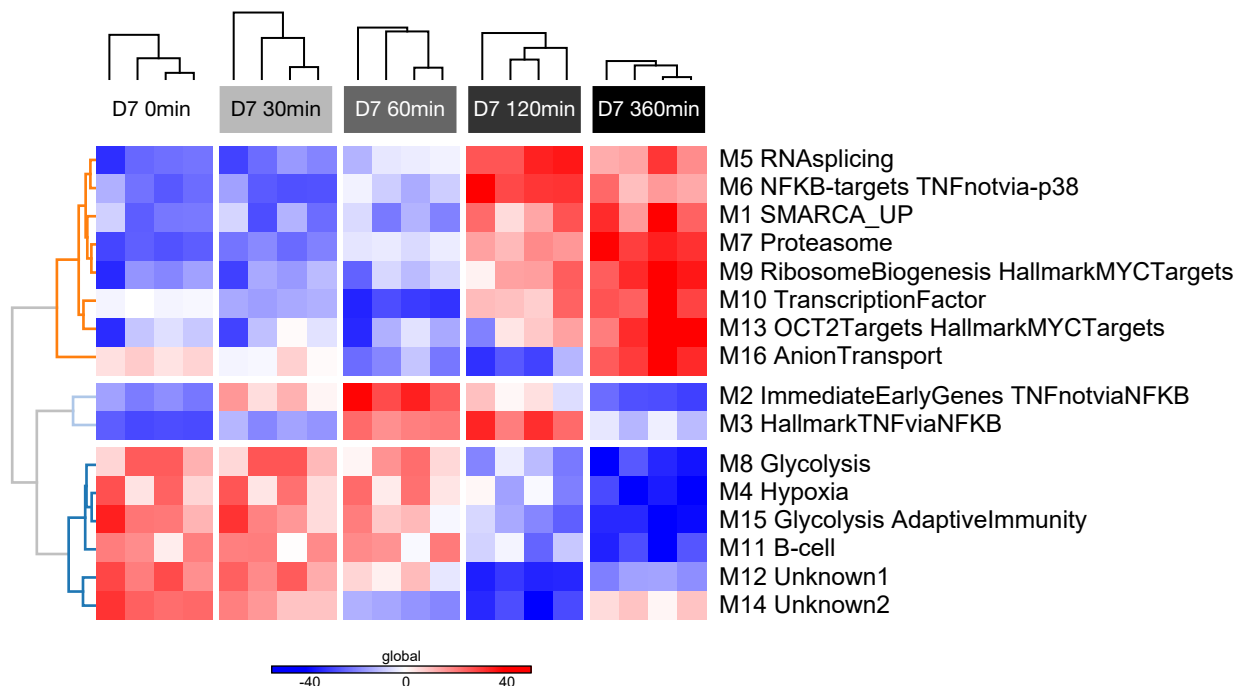 D7 0min D7 30min D7 60min D7 120min D7 360min
M5 RNAsplicing
M6 NFKB-targets TNFnotvia-p38
M1 SMARCA_UP
M7 Proteasome
M9 RibosomeBiogenesis HallmarkMYCTargets
M10 TranscriptionFactor
M13 OCT2Targets HallmarkMYCTargets
M16 AnionTransport
M2 ImmediateEarlyGenes TNFnotviaNFKB
M3 HallmarkTNFviaNFKB
M8 Glycolysis
M4 Hypoxia
M15 Glycolysis AdaptiveImmunity
M11 B-cell
M12 Unknown1
M14 Unknown2
global
-40 0 40